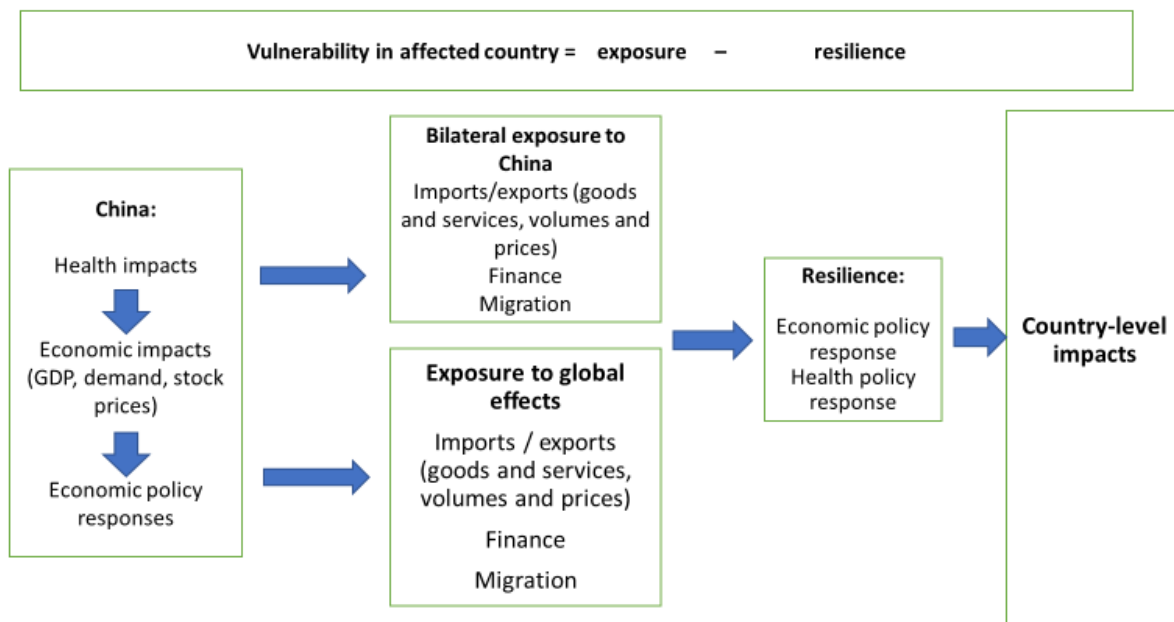 Vulnerability in affected country = exposure – resilience
China:
Health impacts
Economic impacts
(GDP, demand, stock
prices)
Economic policy
responses
Bilateral exposure to
China
Imports/exports (goods
and services, volumes and
prices)
Finance
Migration
Exposure to global
effects
Imports / exports
(goods and services,
volumes and prices)
Finance
Migration
Resilience:
Economic policy
response
Health policy
response
Country-level
impacts